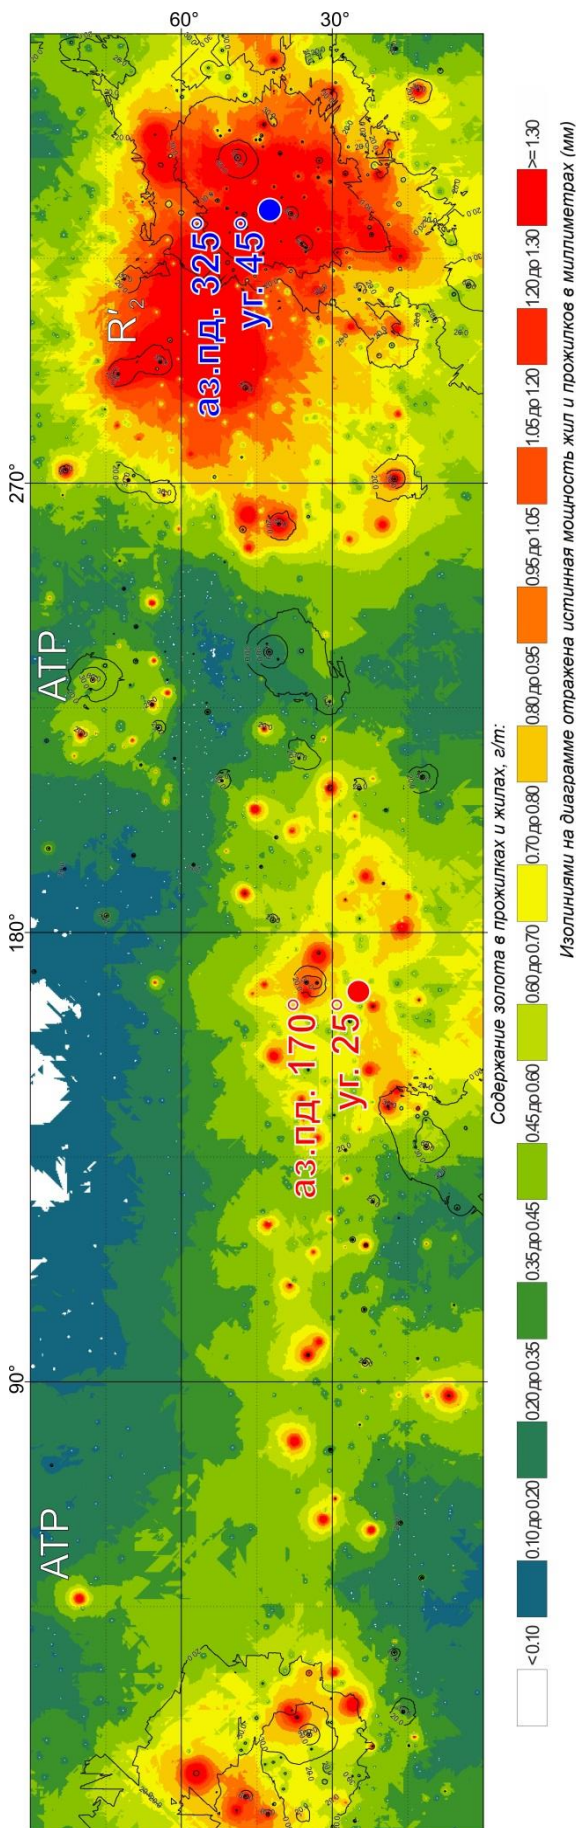 60°
30°
R'2
аз.пд. 325°
уг. 45°
270°
АТР
180°
аз.пд. 170°
уг. 25°
90°
АТР
Содержание золота в прожилках и жилах, г/т:
<0.10
0.10 до 0.20
0.20 до 0.35
0.35 до 0.45
0.45 до 0.60
0.60 до 0.70
0.70 до 0.80
0.80 до 0.95
0.95 до 1.05
1.05 до 1.20
1.20 до 1.30
>=1.30
Изолиниями на диаграмме отражена истинная мощность жил и прожилков в миллиметрах (мм)